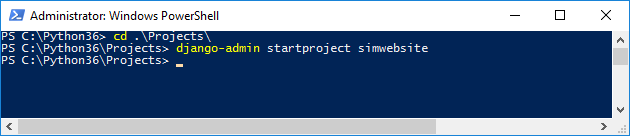 Administrator: Windows PowerShell
PS C:\Python36> cd .\Projects\
PS C:\Python36\Projects> django-admin startproject simwebsite
PS C:\Python36\Projects>